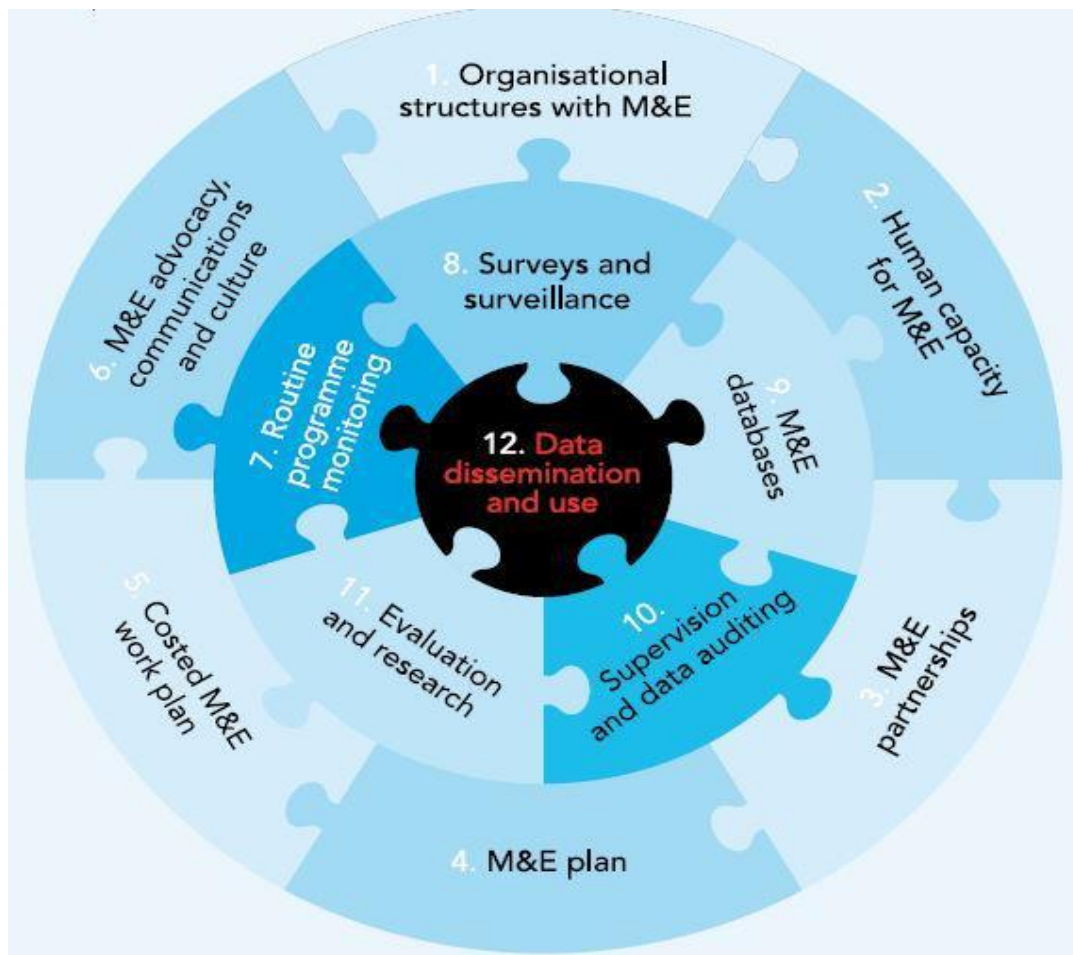 1. Organisational
structures with M&E
2. Human capacity
for M&E
3. M&E
partnerships
4. M&E plan
5. Costed M&E
work plan
6. M&E advocacy,
communications
and culture
7. Routine
programme
monitoring
8. Surveys and
surveillance
9. M&E
databases
10.
Supervision
and data auditing
11. Evaluation
and research
12. Data
dissemination
and use